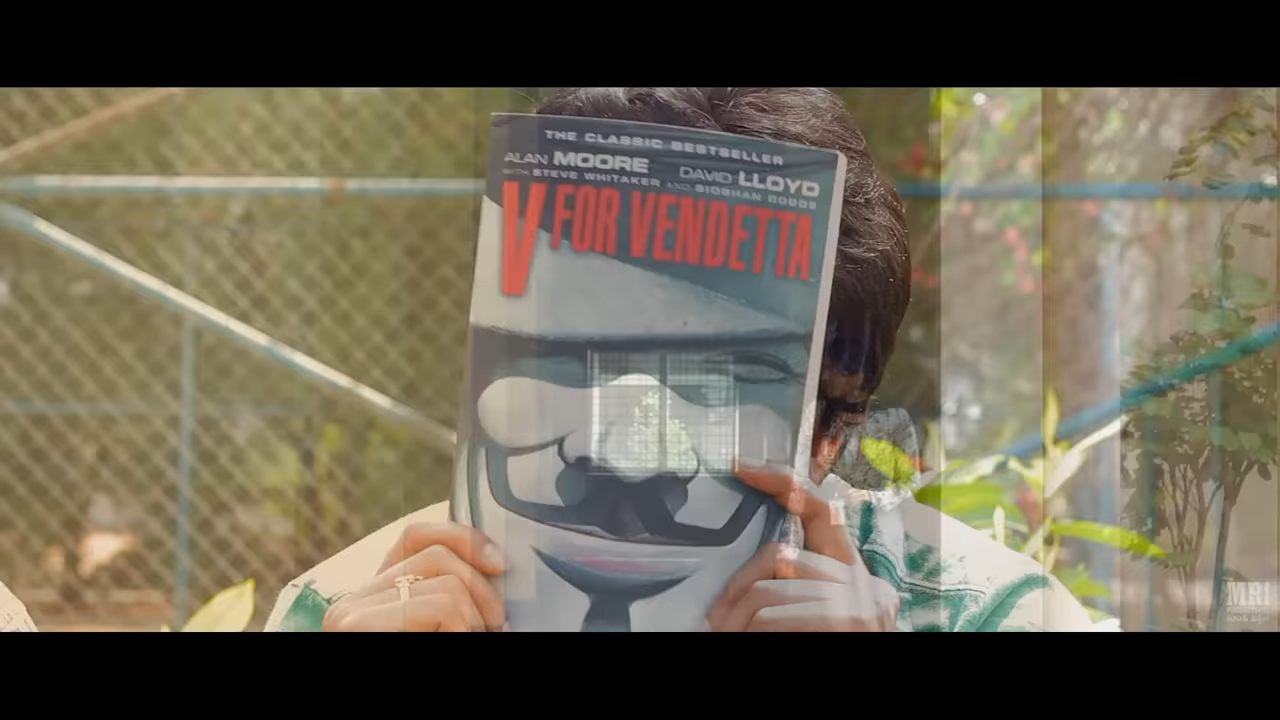 THE CLASSIC BESTSELLER
ALAN MOORE DAVID LLOYD
WITH STEVE WHITAKER AND SIOBHAN DODDS
V FOR VENDETTA
MRI